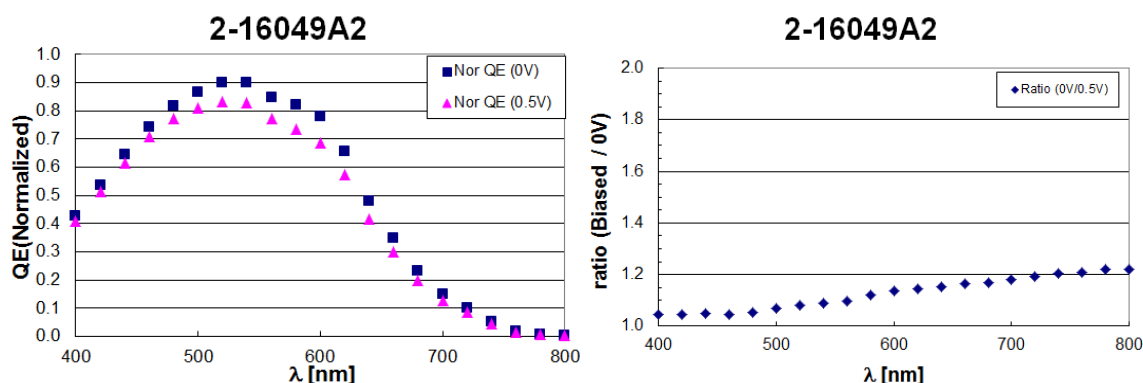 2-16049A2
QE(Normalized)
1.0
0.9
0.8
0.7
0.6
0.5
0.4
0.3
0.2
0.1
0.0
Nor QE (0V)
Nor QE (0.5V)
400 500 600 700 800
λ [nm]
2-16049A2
ratio (Biased / 0V)
2.0
1.8
1.6
1.4
1.2
1.0
Ratio (0V/0.5V)
400 500 600 700 800
λ [nm]